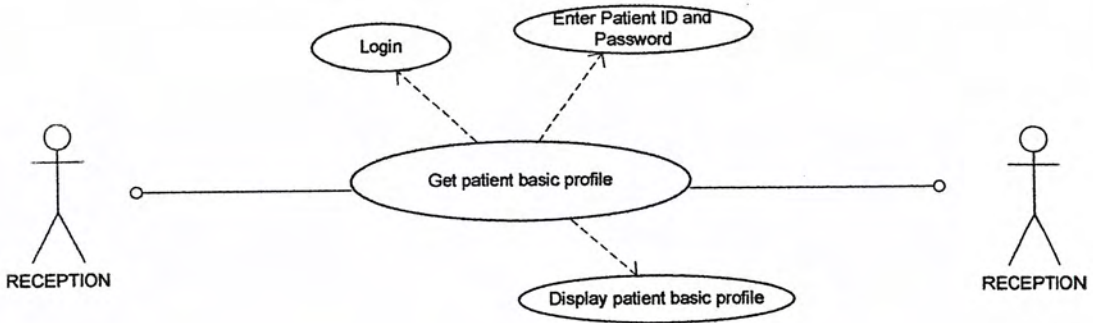 Enter Patient ID and
Password
Login
Get patient basic profile
RECEPTION
RECEPTION
Display patient basic profile